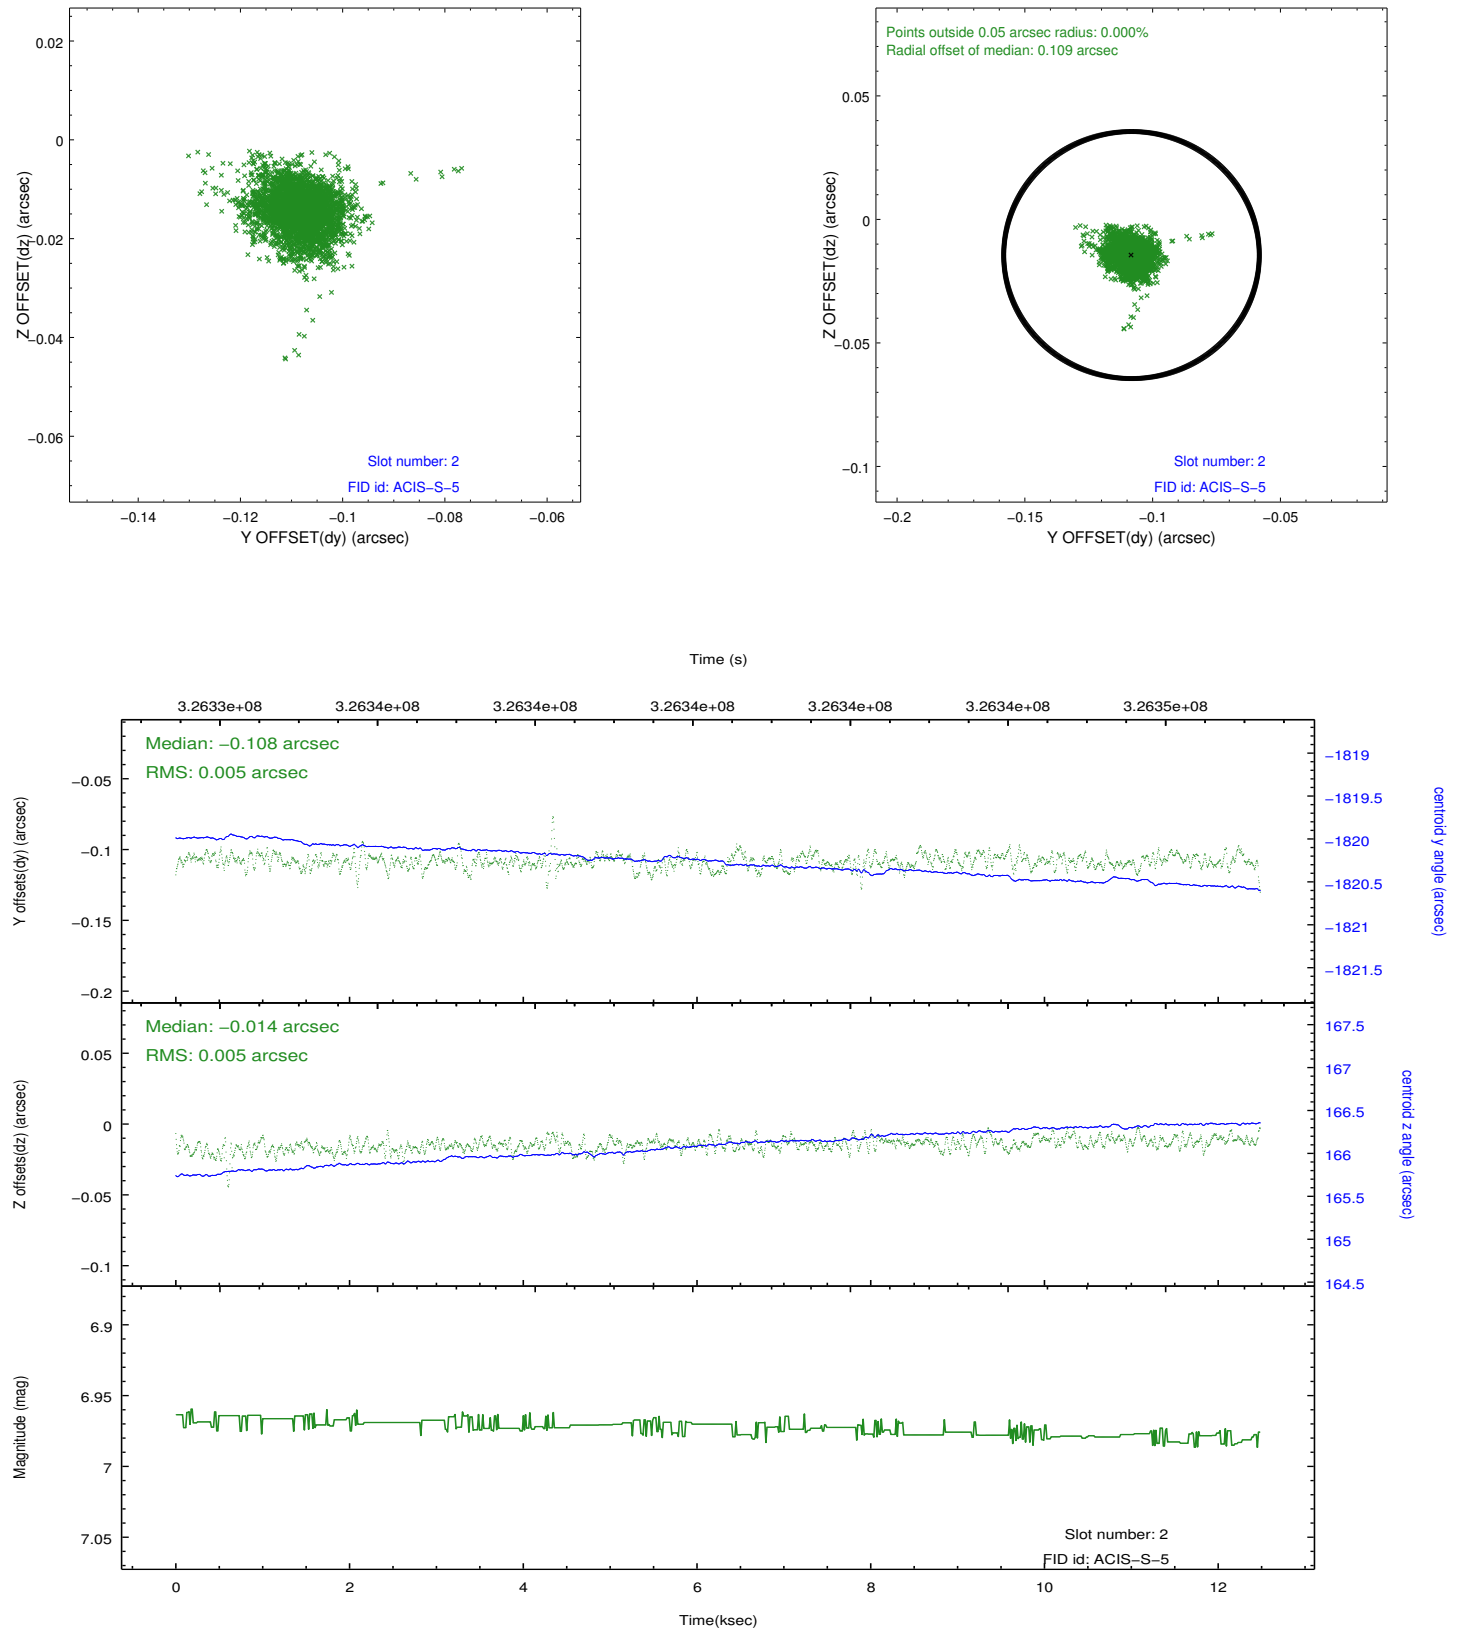 0.02
0
−0.02
−0.04
−0.06
Z OFFSET(dz) (arcsec)
Slot number: 2
FID id: ACIS−S−5
−0.14
−0.12
−0.1
−0.08
−0.06
Y OFFSET(dy) (arcsec)
Points outside 0.05 arcsec radius: 0.000%
Radial offset of median: 0.109 arcsec
0.05
0
−0.05
−0.1
Z OFFSET(dz) (arcsec)
Slot number: 2
FID id: ACIS−S−5
−0.2
−0.15
−0.1
−0.05
Y OFFSET(dy) (arcsec)
Time (s)
3.2633e+08
3.2634e+08
3.2634e+08
3.2634e+08
3.2634e+08
3.2634e+08
3.2635e+08
Median: −0.108 arcsec
RMS: 0.005 arcsec
−0.05
−0.1
−0.15
−0.2
Y offsets(dy) (arcsec)
−1819
−1819.5
−1820
−1820.5
−1821
−1821.5
centroid y angle (arcsec)
Median: −0.014 arcsec
RMS: 0.005 arcsec
0.05
0
−0.05
−0.1
Z offsets(dz) (arcsec)
167.5
167
166.5
166
165.5
165
164.5
centroid z angle (arcsec)
6.9
6.95
7
7.05
Magnitude (mag)
Slot number: 2
FID id: ACIS−S−5
0
2
4
6
8
10
12
Time(ksec)